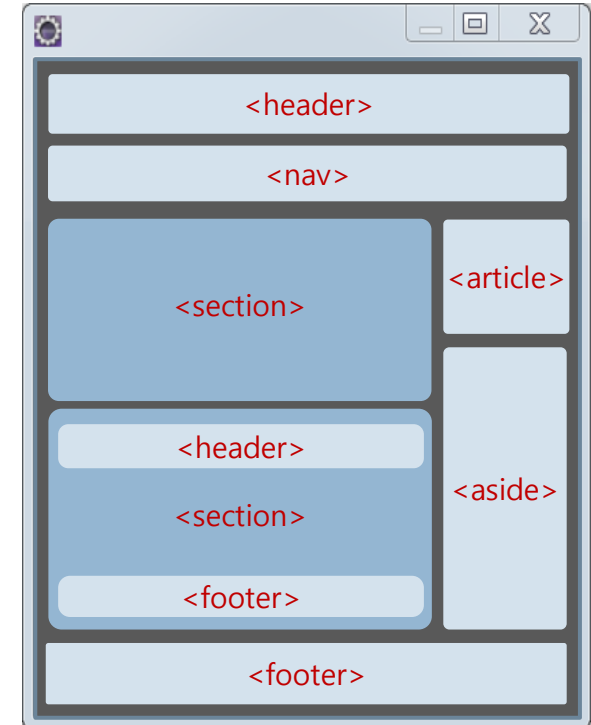 <header>
<nav>
<section>
<article>
<header>
<section>
<footer>
<aside>
<footer>